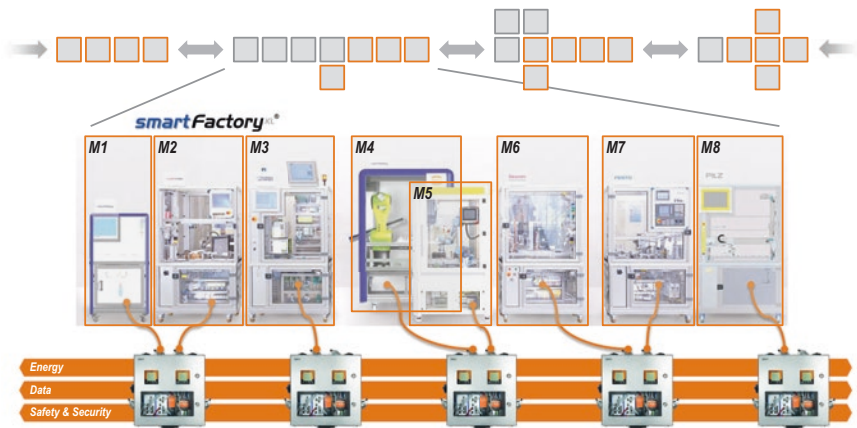 smartFactory KL®
M1
M2
M3
M4
M5
M6
M7
M8
PILZ
Energy
Data
Safety & Security